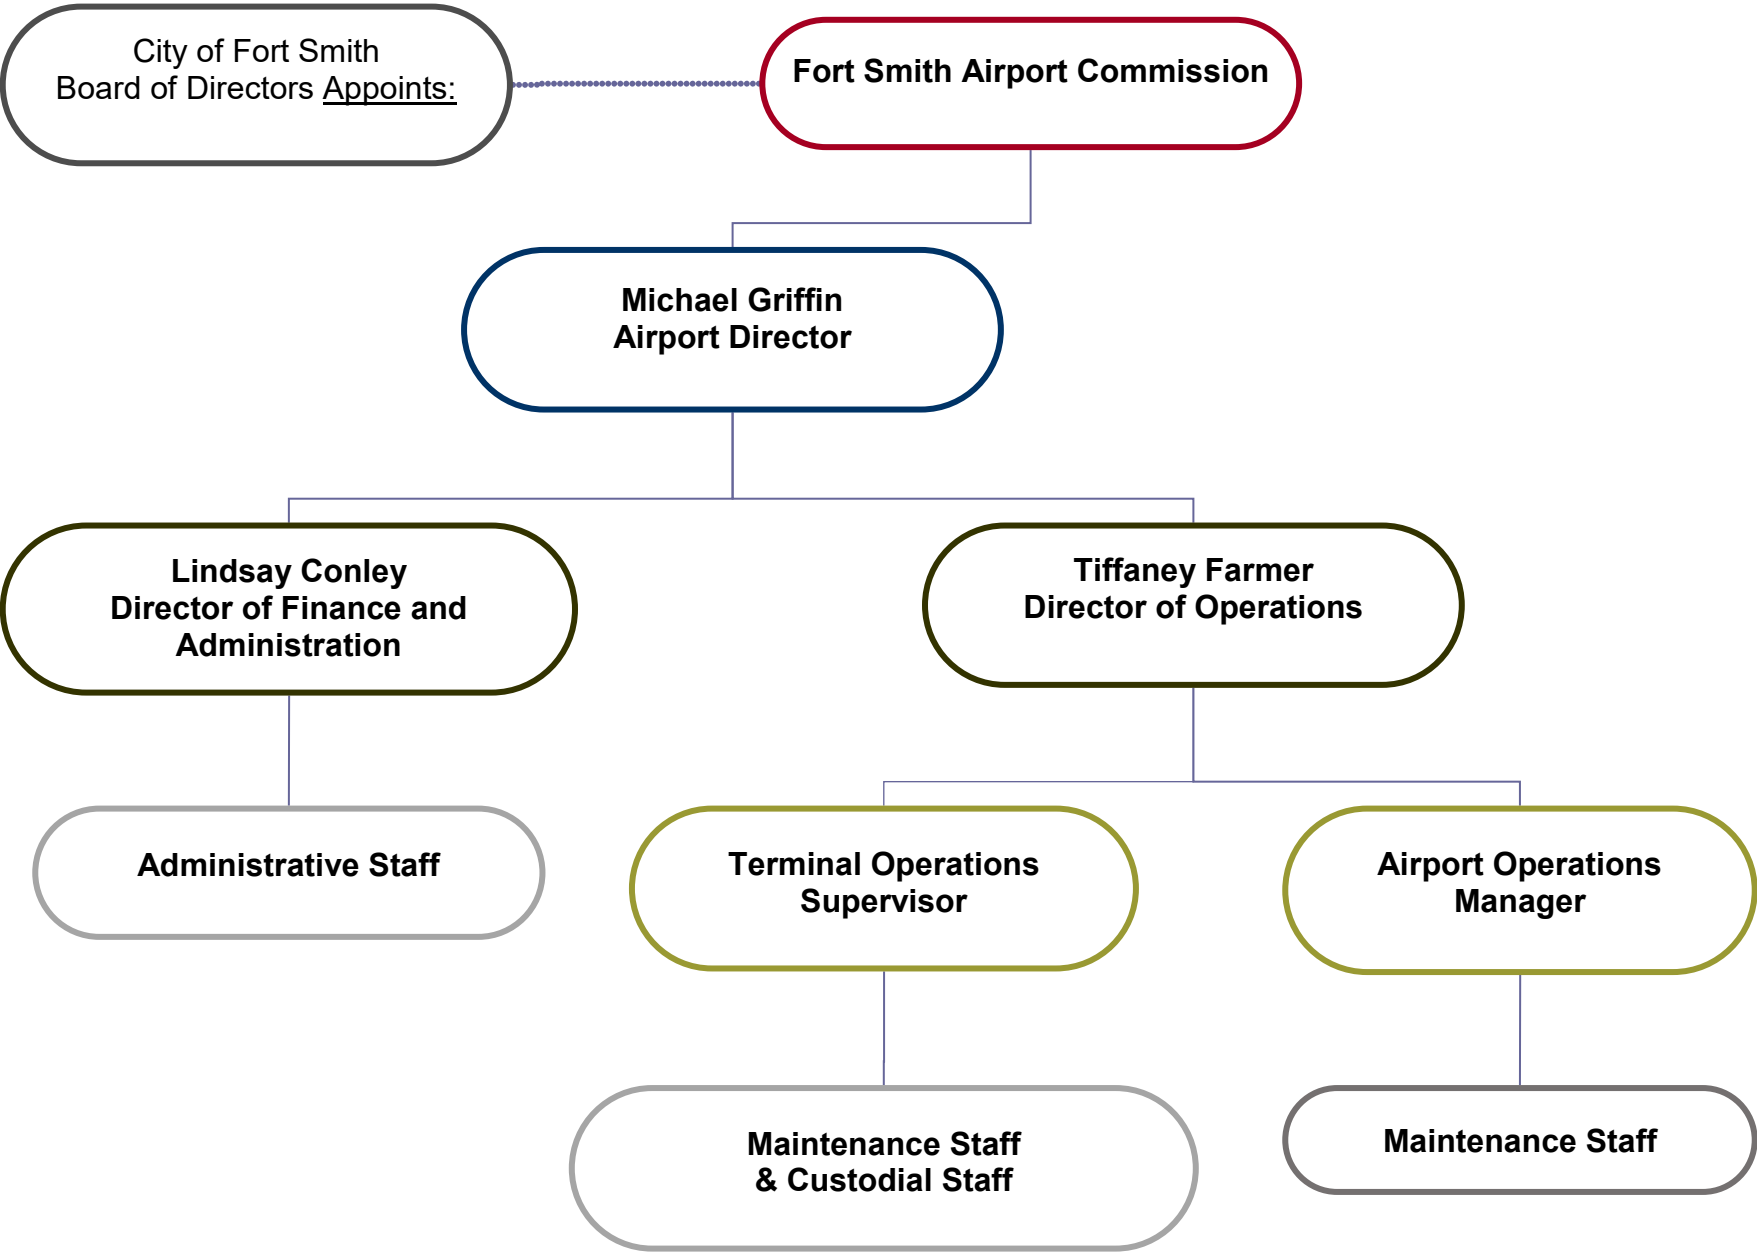 City of Fort Smith
Board of Directors Appoints:
Fort Smith Airport Commission
Michael Griffin
Airport Director
Lindsay Conley
Director of Finance and
Administration
Tiffaney Farmer
Director of Operations
Administrative Staff
Terminal Operations
Supervisor
Airport Operations
Manager
Maintenance Staff
& Custodial Staff
Maintenance Staff